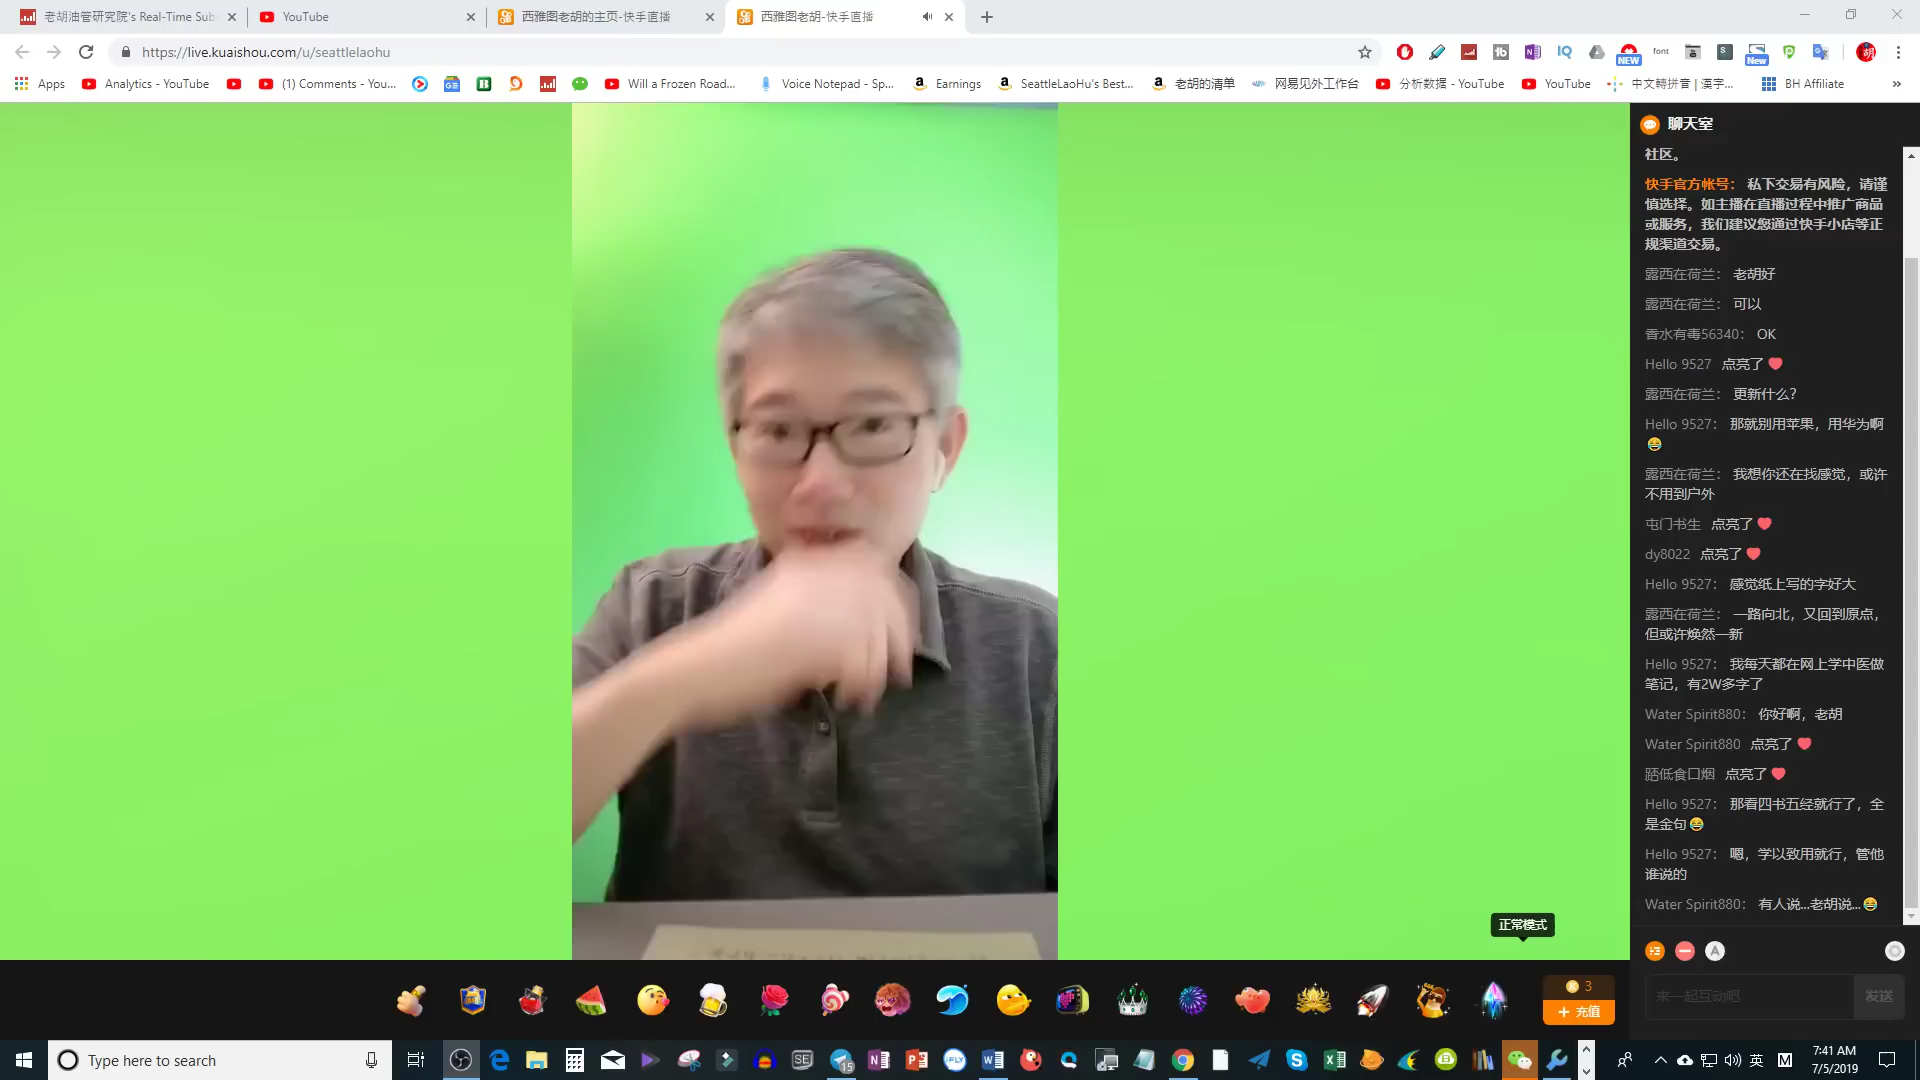 老胡油管研究院's Real-Time Sub
YouTube
西雅图老胡的主页-快手直播
西雅图老胡-快手直播
https://live.kuaishou.com/u/seattlelaohu
font
NEW
New
Apps
Analytics - YouTube
(1) Comments - You...
Will a Frozen Road...
Voice Notepad - Sp...
Earnings
SeattleLaoHu's Best...
老胡的清单
网易见外工作台
分析数据 - YouTube
YouTube
中文轉拼音 | 漢字...
BH Affiliate
聊天室
社区。
快手官方帐号： 私下交易有风险，请谨
慎选择。如主播在直播过程中推广商品
或服务，我们建议您通过快手小店等正
规渠道交易。
露西在荷兰： 老胡好
露西在荷兰： 可以
香水有毒56340： OK
Hello 9527 点亮了
露西在荷兰： 更新什么?
Hello 9527： 那就别用苹果，用华为啊
露西在荷兰： 我想你还在找感觉，或许
不用到户外
屯门书生 点亮了
dy8022 点亮了
Hello 9527： 感觉纸上写的字好大
露西在荷兰： 一路向北，又回到原点，
但或许焕然一新
Hello 9527： 我每天都在网上学中医做
笔记，有2W多字了
Water Spirit880： 你好啊，老胡
Water Spirit880 点亮了
点亮了
Hello 9527： 那看四书五经就行了，全
是金句
Hello 9527： 嗯，学以致用就行，管他
谁说的
Water Spirit880： 有人说...老胡说...
正常模式
3
充值
来一起互动吧
发送
Type here to search
15
英
M
7:41 AM
7/5/2019